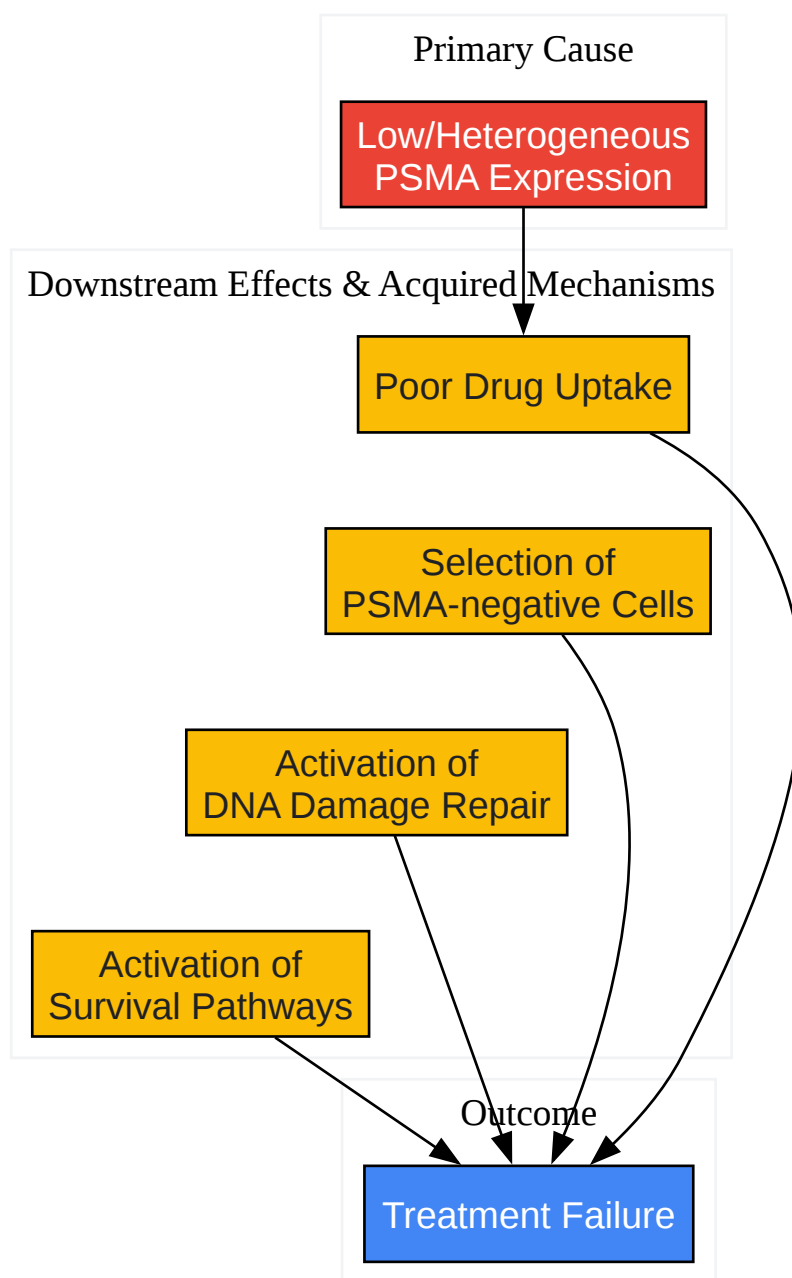 Primary Cause
Low/Heterogeneous
PSMA Expression
Downstream Effects & Acquired Mechanisms
Poor Drug Uptake
Selection of
PSMA-negative Cells
Activation of
DNA Damage Repair
Activation of
Survival Pathways
Outcome
Treatment Failure